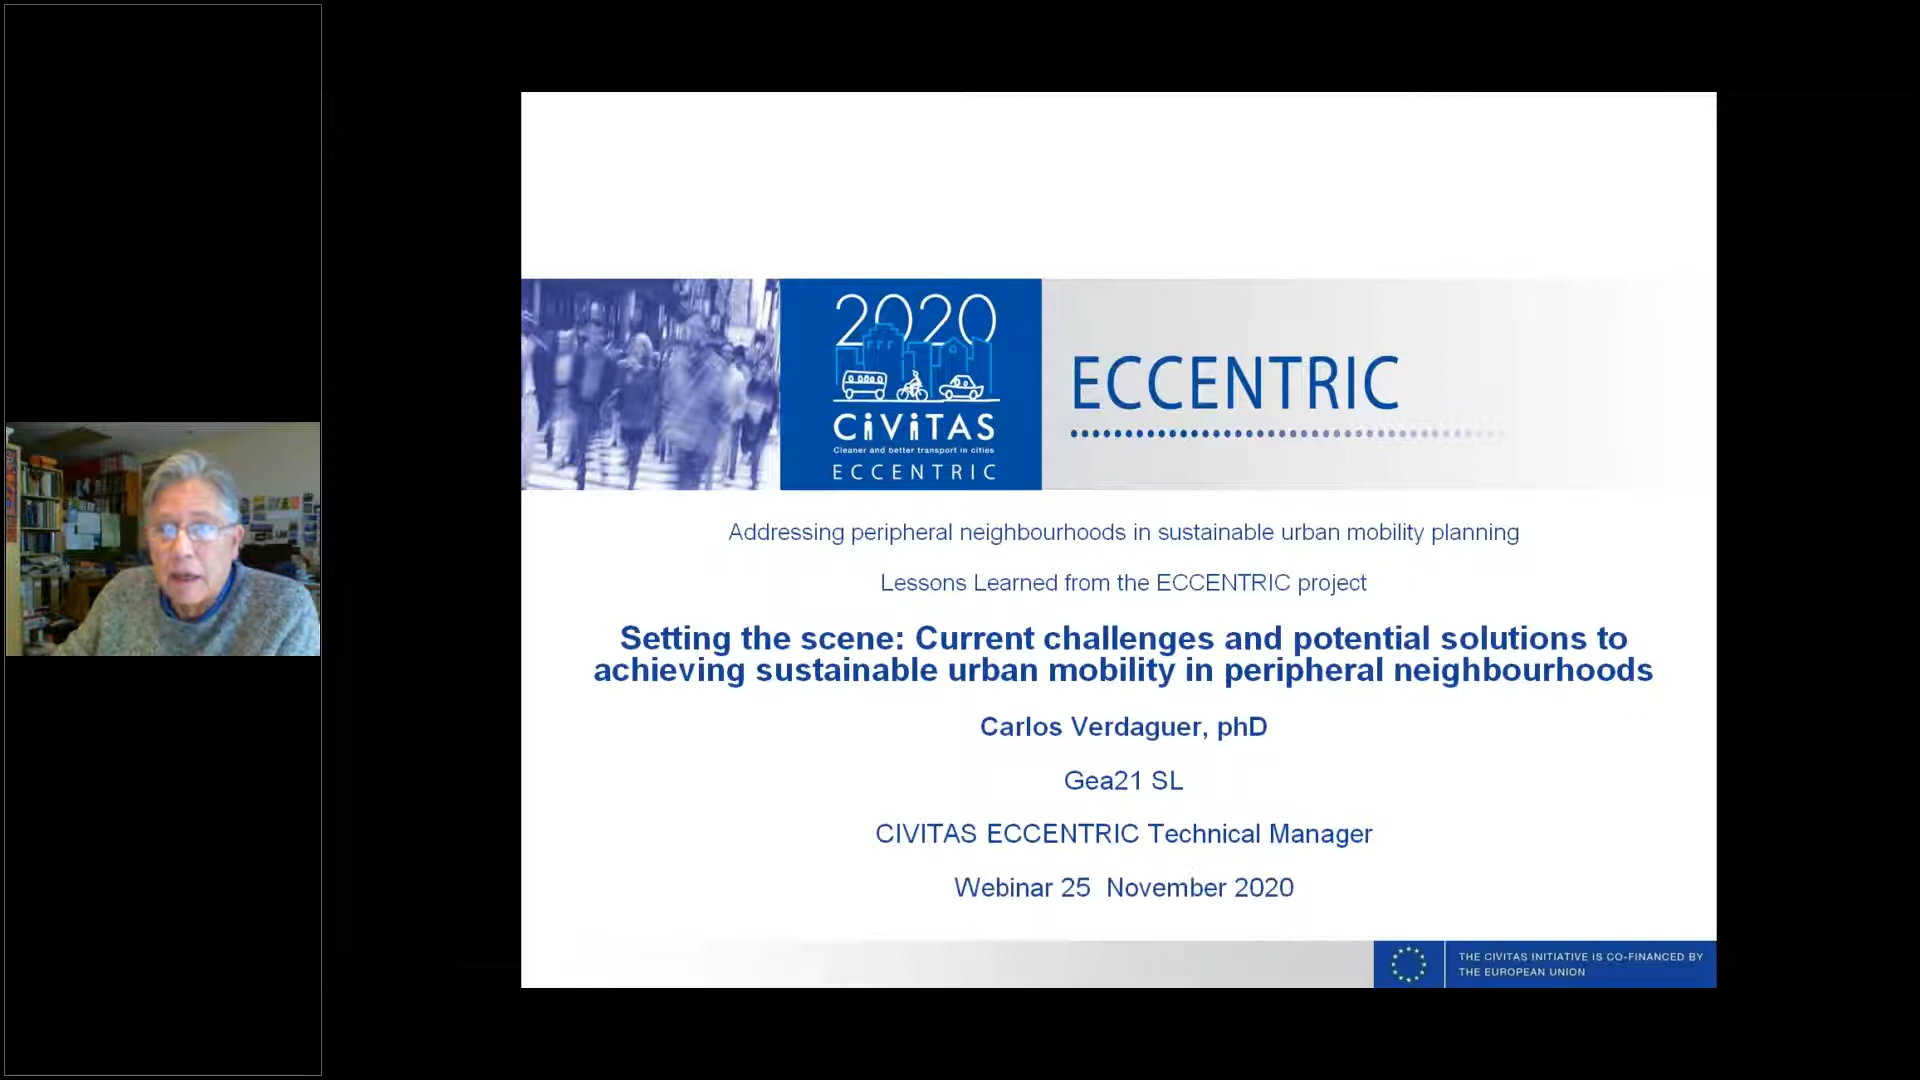 2020
CiViTAS
Cleaner and better transport in cities
ECCENTRIC
ECCENTRIC
Addressing peripheral neighbourhoods in sustainable urban mobility planning
Lessons Learned from the ECCENTRIC project
Setting the scene: Current challenges and potential solutions to
achieving sustainable urban mobility in peripheral neighbourhoods
Carlos Verdaguer, phD
Gea21 SL
CIVITAS ECCENTRIC Technical Manager
Webinar 25 November 2020
THE CIVITAS INITIATIVE IS CO-FINANCED BY
THE EUROPEAN UNION